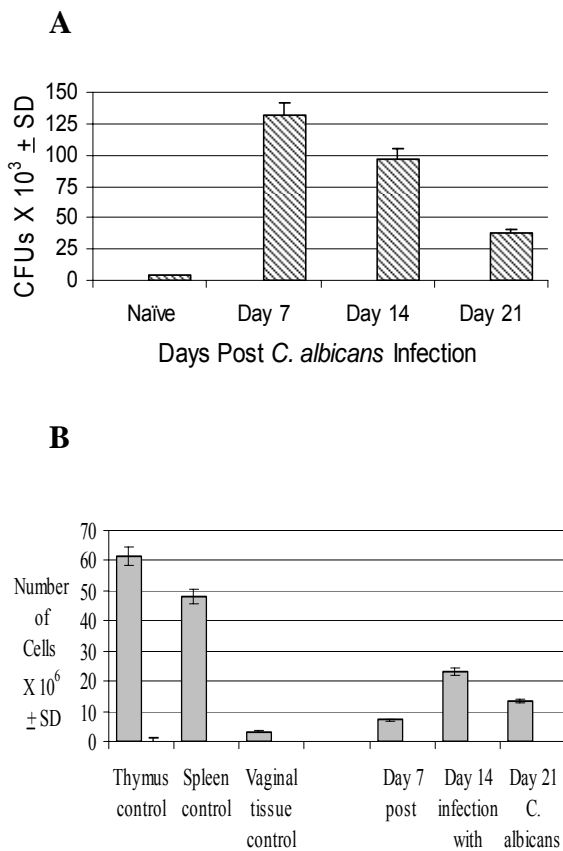 A
CFUs X 10³ ± SD
150
125
100
75
50
25
0
Naïve Day 7 Day 14 Day 21
Days Post C. albicans Infection
B
Number
of
Cells
X 10⁶
± SD
70
60
50
40
30
20
10
0
Thymus Spleen Vaginal Day 7 Day 14 Day 21
control control tissue post infection C.
control with albicans